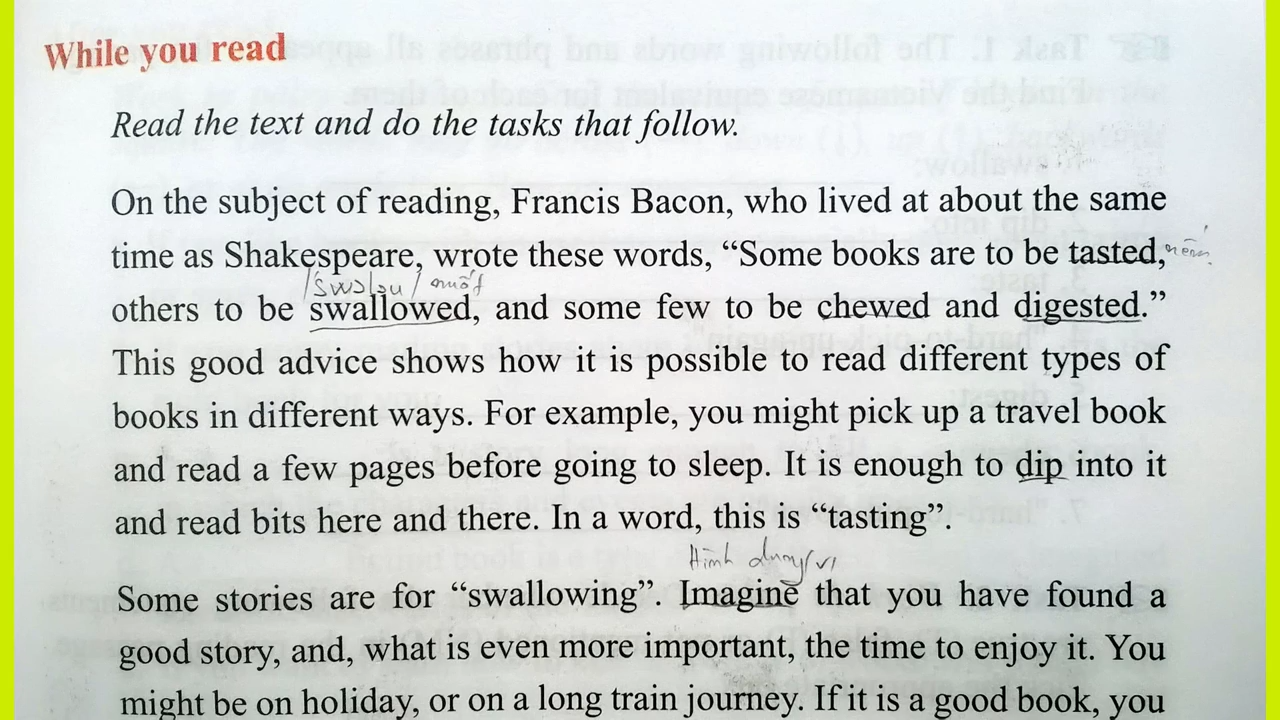 While you read
Read the text and do the tasks that follow.
On the subject of reading, Francis Bacon, who lived at about the same
time as Shakespeare, wrote these words, “Some books are to be tasted, nếm
/swɔləu/ nuốt
others to be swallowed, and some few to be chewed and digested.”
This good advice shows how it is possible to read different types of
books in different ways. For example, you might pick up a travel book
and read a few pages before going to sleep. It is enough to dip into it
and read bits here and there. In a word, this is “tasting”.
Hình dung/
Some stories are for “swallowing”. Imagine that you have found a
good story, and, what is even more important, the time to enjoy it. You
might be on holiday, or on a long train journey. If it is a good book, you